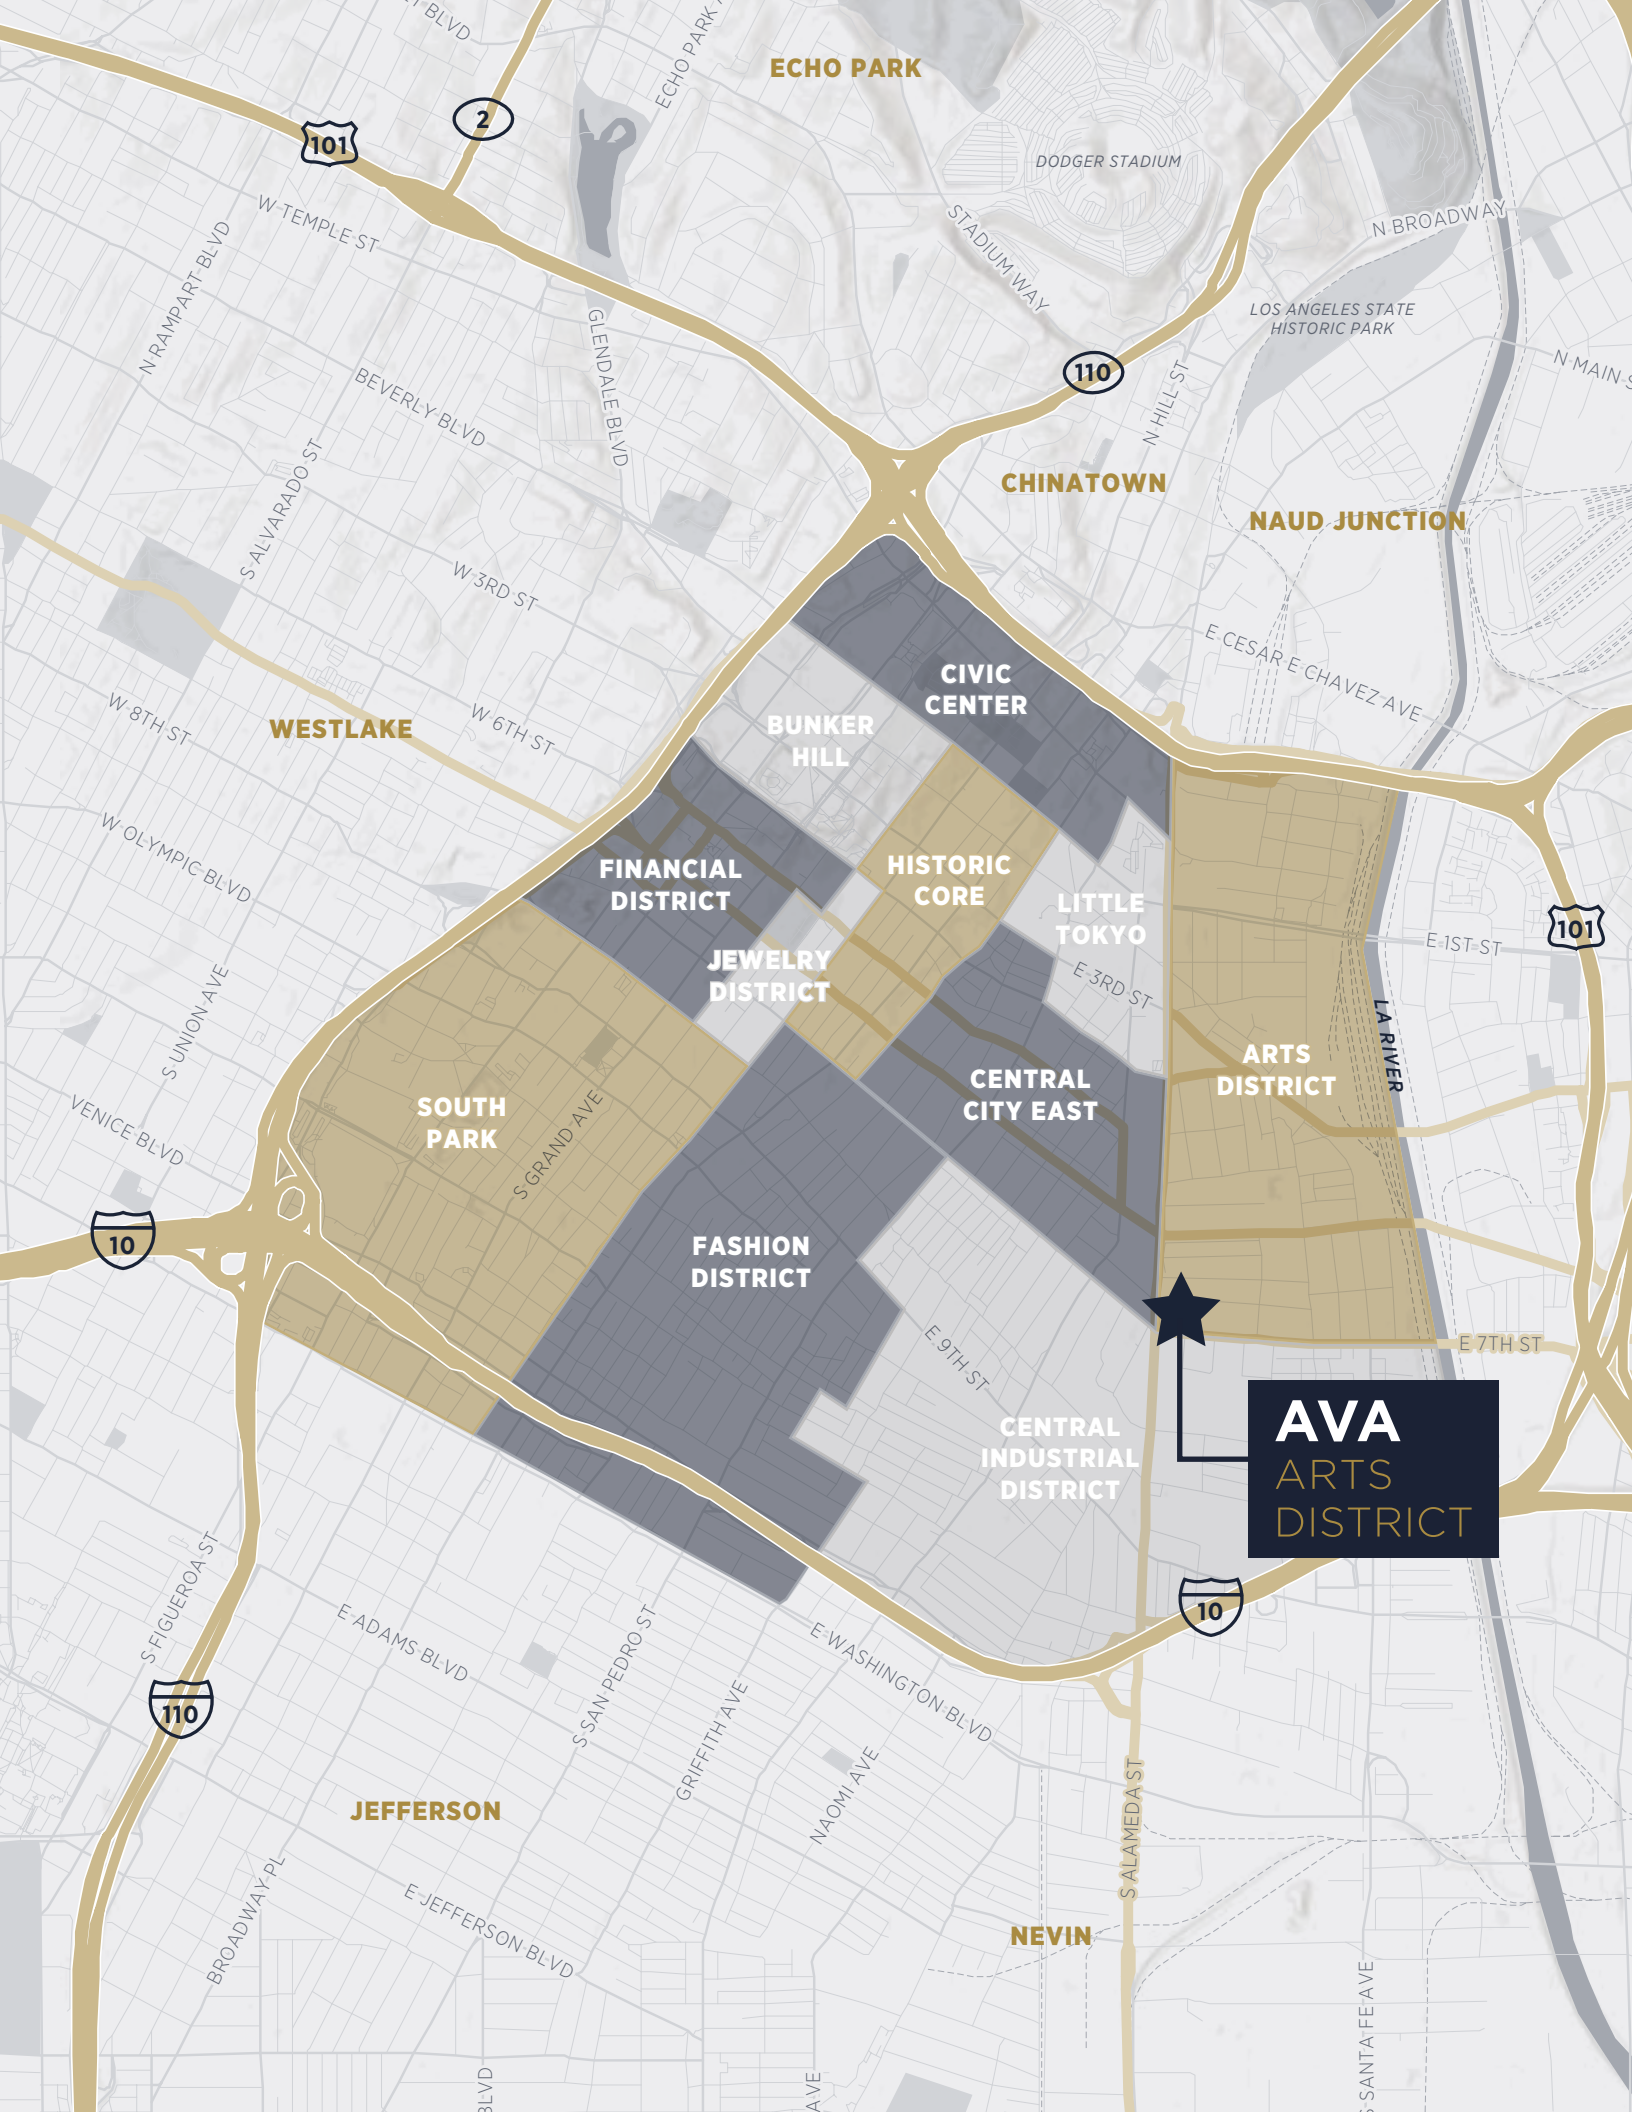 BLVD
ECHO PARK
ECHO PARK
2
101
DODGER STADIUM
W TEMPLE ST
STADIUM WAY
N BROADWAY
N RAMPART BLVD
LOS ANGELES STATE
HISTORIC PARK
GLENDALE BLVD
110
N HILL ST
N MAIN
BEVERLY BLVD
S ALVARADO ST
CHINATOWN
NAUD JUNCTION
W 3RD ST
E CESAR E CHAVEZ AVE
CIVIC
CENTER
W 8TH ST
WESTLAKE
W 6TH ST
BUNKER
HILL
W OLYMPIC BLVD
FINANCIAL
DISTRICT
HISTORIC
CORE
LITTLE
TOKYO
101
E 1ST ST
JEWELRY
DISTRICT
E 3RD ST
S UNION AVE
LA RIVER
ARTS
DISTRICT
CENTRAL
CITY EAST
SOUTH
PARK
VENICE BLVD
S GRAND AVE
10
FASHION
DISTRICT
E 9TH ST
E 7TH ST
AVA
ARTS
DISTRICT
CENTRAL
INDUSTRIAL
DISTRICT
S FIGUEROA ST
10
E ADAMS BLVD
S SAN PEDRO ST
E WASHINGTON BLVD
110
GRIFFITH AVE
NAOMI AVE
S ALAMEDA ST
JEFFERSON
BROADWAY PL
E JEFFERSON BLVD
NEVIN
SANTA FE AVE
BLVD
AVE